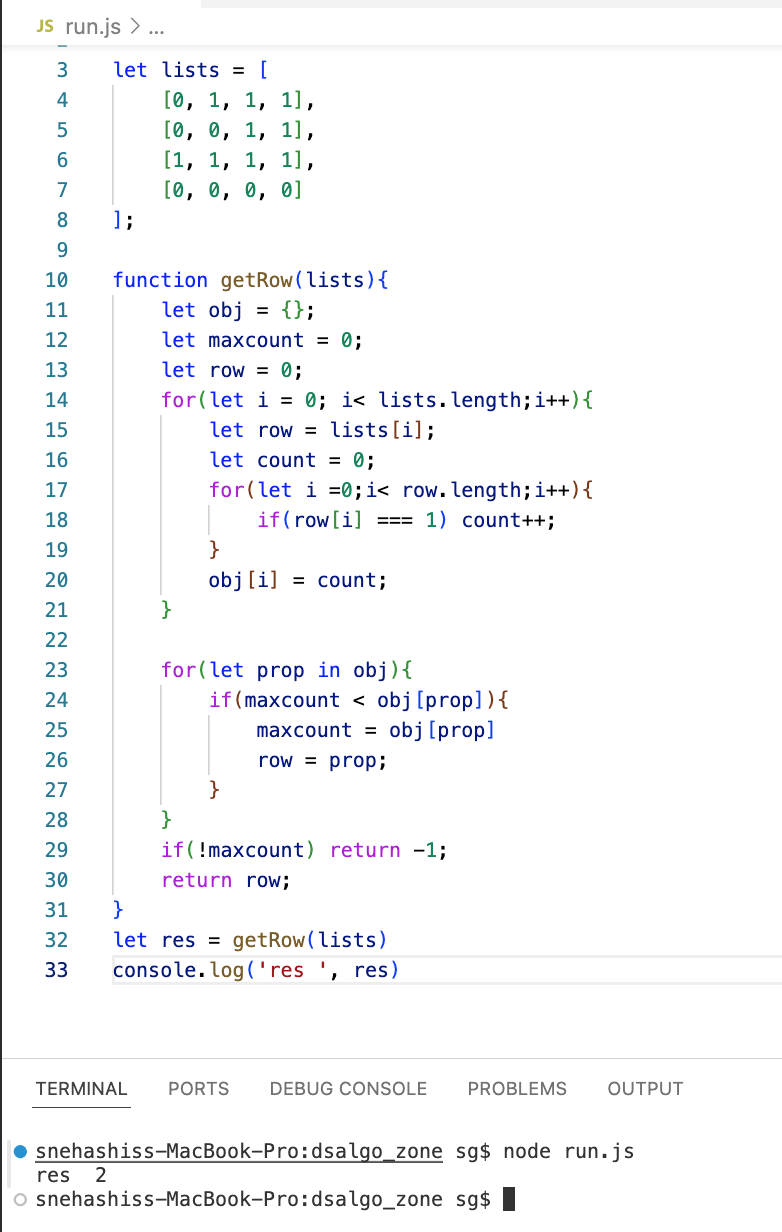 JS run.js > ...
3 let lists = [
4 [0, 1, 1, 1],
5 [0, 0, 1, 1],
6 [1, 1, 1, 1],
7 [0, 0, 0, 0]
8 ];
9
10 function getRow(lists){
11 let obj = {};
12 let maxcount = 0;
13 let row = 0;
14 for(let i = 0; i< lists.length;i++){
15 let row = lists[i];
16 let count = 0;
17 for(let i =0;i< row.length;i++){
18 if(row[i] === 1) count++;
19 }
20 obj[i] = count;
21 }
22
23 for(let prop in obj){
24 if(maxcount < obj[prop]){
25 maxcount = obj[prop]
26 row = prop;
27 }
28 }
29 if(!maxcount) return -1;
30 return row;
31 }
32 let res = getRow(lists)
33 console.log('res ', res)
TERMINAL PORTS DEBUG CONSOLE PROBLEMS OUTPUT
snehashiss-MacBook-Pro:dsalgo_zone sg$ node run.js
res  2
snehashiss-MacBook-Pro:dsalgo_zone sg$